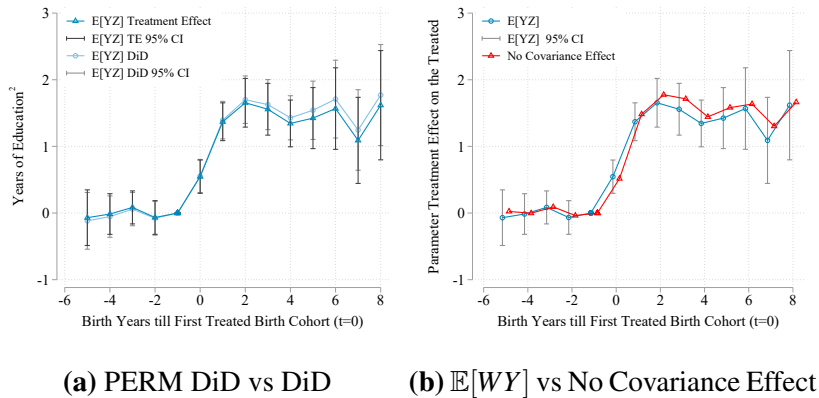 E[YZ] Treatment Effect
E[YZ] TE 95% CI
E[YZ] DiD
E[YZ] DiD 95% CI
Years of Education²
3
2
1
0
-1
-6 -4 -2 0 2 4 6 8
Birth Years till First Treated Birth Cohort (t=0)
(a) PERM DiD vs DiD
E[YZ]
E[YZ] 95% CI
No Covariance Effect
Parameter Treatment Effect on the Treated
3
2
1
0
-1
-6 -4 -2 0 2 4 6 8
Birth Years till First Treated Birth Cohort (t=0)
(b) 𝔼[WY] vs No Covariance Effect